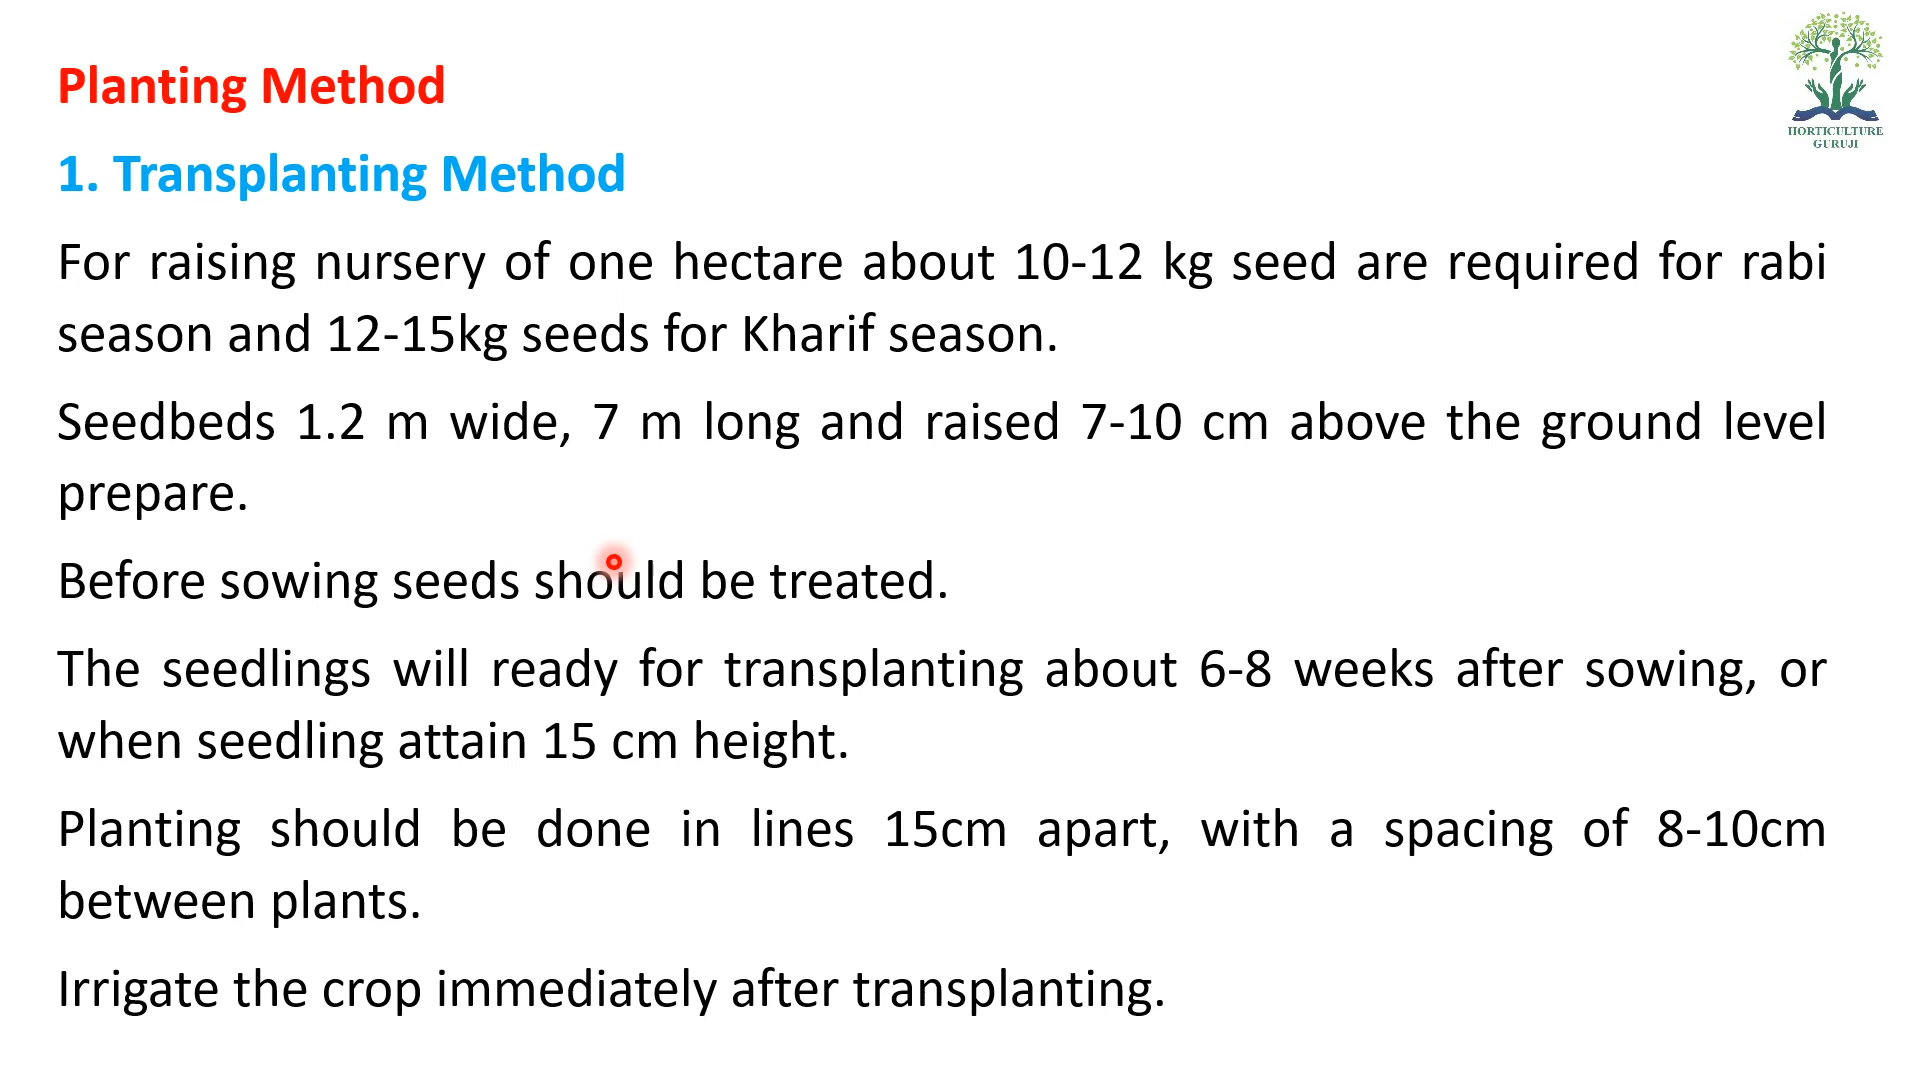 HORTICULTURE
GURUJI
Planting Method
1. Transplanting Method
For raising nursery of one hectare about 10-12 kg seed are required for rabi
season and 12-15kg seeds for Kharif season.
Seedbeds 1.2 m wide, 7 m long and raised 7-10 cm above the ground level
prepare.
Before sowing seeds should be treated.
The seedlings will ready for transplanting about 6-8 weeks after sowing, or
when seedling attain 15 cm height.
Planting should be done in lines 15cm apart, with a spacing of 8-10cm
between plants.
Irrigate the crop immediately after transplanting.